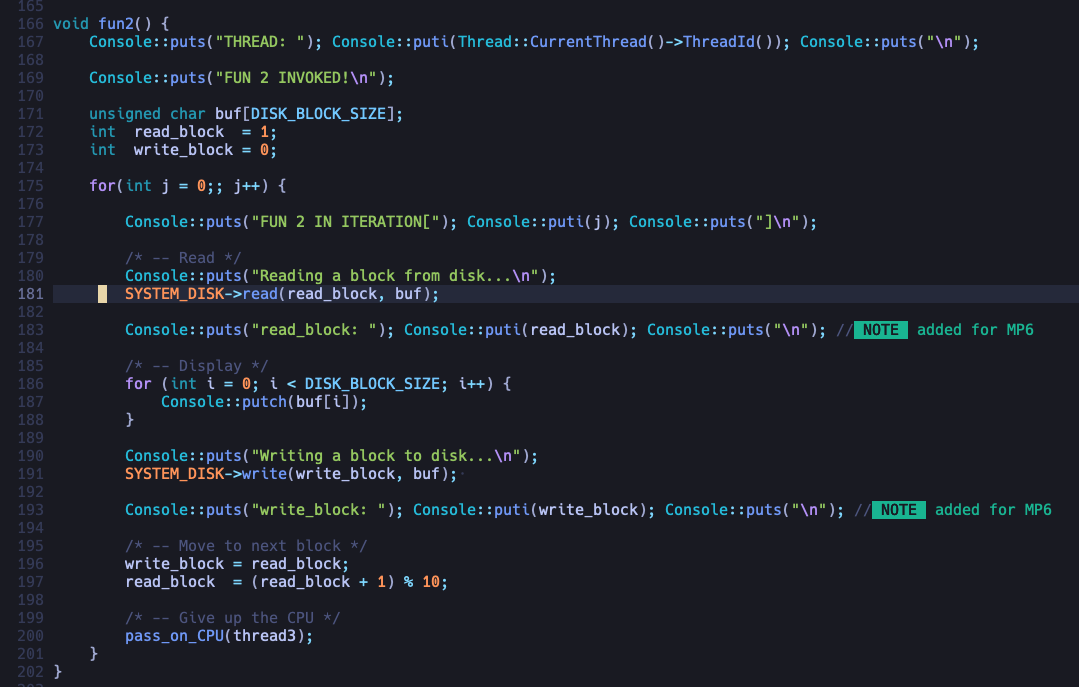 165
166 void fun2() {
167     Console::puts("THREAD: "); Console::puti(Thread::CurrentThread()->ThreadId()); Console::puts("\n");
168
169     Console::puts("FUN 2 INVOKED!\n");
170
171     unsigned char buf[DISK_BLOCK_SIZE];
172     int  read_block  = 1;
173     int  write_block = 0;
174
175     for(int j = 0;; j++) {
176
177         Console::puts("FUN 2 IN ITERATION["); Console::puti(j); Console::puts("]\n");
178
179         /* -- Read */
180         Console::puts("Reading a block from disk...\n");
181         SYSTEM_DISK->read(read_block, buf);
182
183         Console::puts("read_block: "); Console::puti(read_block); Console::puts("\n"); // NOTE added for MP6
184
185         /* -- Display */
186         for (int i = 0; i < DISK_BLOCK_SIZE; i++) {
187             Console::putch(buf[i]);
188         }
189
190         Console::puts("Writing a block to disk...\n");
191         SYSTEM_DISK->write(write_block, buf);
192
193         Console::puts("write_block: "); Console::puti(write_block); Console::puts("\n"); // NOTE added for MP6
194
195         /* -- Move to next block */
196         write_block = read_block;
197         read_block  = (read_block + 1) % 10;
198
199         /* -- Give up the CPU */
200         pass_on_CPU(thread3);
201     }
202 }